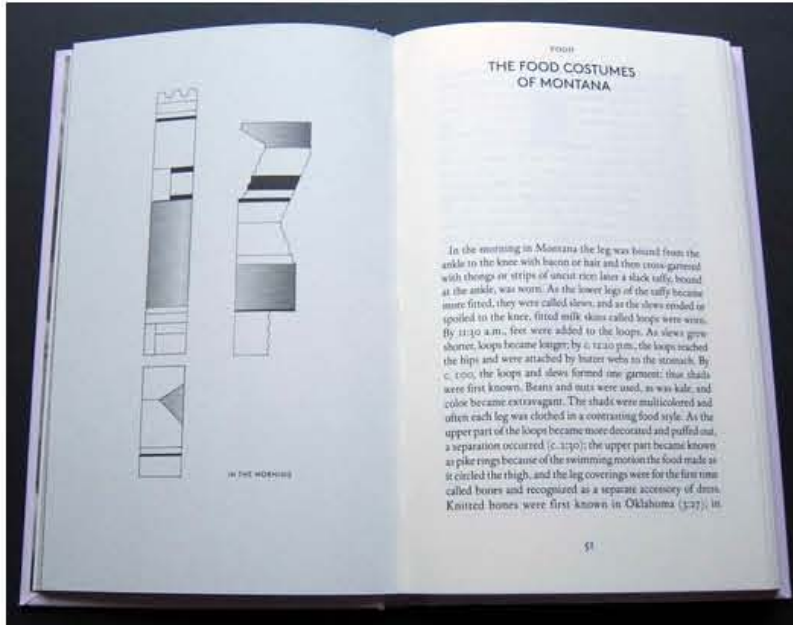 IN THE MORNING
FOOD
THE FOOD COSTUMES
OF MONTANA
In the morning in Montana the leg was bound from the
ankle to the knee with bacon or hair and then cross-gartered
with thongs or strips of uncut rice; later a slack taffy, bound
at the ankle, was worn. As the lower legs of the taffy became
more fitted, they were called slews, and as the slews eroded or
spoiled to the knee, fitted milk skins called loops were worn.
By 11:30 a.m., feet were added to the loops. As slews grew
shorter, loops became longer; by c. 12:20 p.m., the loops reached
the hips and were attached by butter webs to the stomach. By
c. 1:00, the loops and slews formed one garment; thus shads
were first known. Beans and nuts were used, as was kale, and
color became extravagant. The shads were multicolored and
often each leg was clothed in a contrasting food style. As the
upper part of the loops became more decorated and puffed out,
a separation occurred (c. 2:30); the upper part became known
as pike rings because of the swimming motion the food made as
it circled the thigh, and the leg coverings were for the first time
called bones and recognized as a separate accessory of dress.
Knitted bones were first known in Oklahoma (3:27); in
51